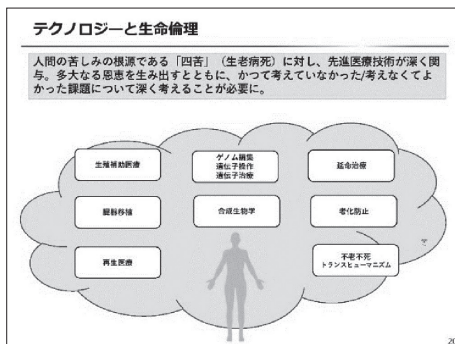 テクノロジーと生命倫理
人間の苦しみの根源である「四苦」（生老病死）に対し、先進医療技術が深く関
与。多大なる恩恵を生み出すとともに、かつて考えていなかった/考えなくてよ
かった課題について深く考えることが必要に。
生殖補助医療
ゲノム編集
遺伝子操作
遺伝子治療
延命治療
臓器移植
合成生物学
老化防止
再生医療
不老不死
トランスヒューマニズム
20